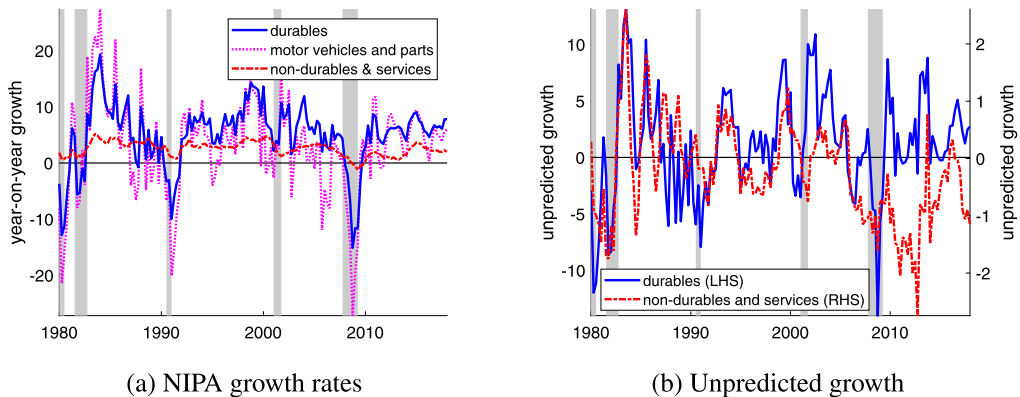 year-on-year growth
20
10
0
-10
-20
durables
motor vehicles and parts
non-durables & services
1980
1990
2000
2010
(a) NIPA growth rates
unpredicted growth
10
5
0
-5
-10
2
1
0
-1
-2
unpredicted growth
durables (LHS)
non-durables and services (RHS)
1980
1990
2000
2010
(b) Unpredicted growth